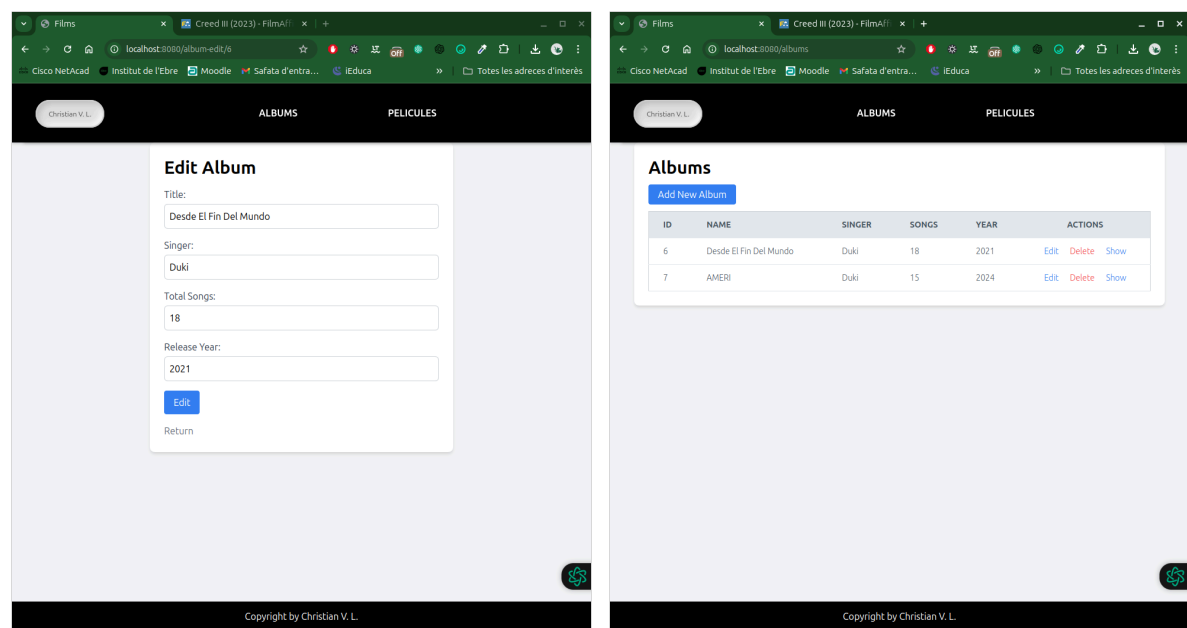 Films
Creed III (2023) - FilmAff
localhost:8080/album-edit/6
Off
Cisco NetAcad Institut de l'Ebre Moodle Safata d'entra... iEduca » Totes les adreces d'interès
Christian V. L.
ALBUMS PELICULES
Edit Album
Title:
Desde El Fin Del Mundo
Singer:
Duki
Total Songs:
18
Release Year:
2021
Edit
Return
Copyright by Christian V. L.
Films
Creed III (2023) - FilmAff
localhost:8080/albums
Off
Cisco NetAcad Institut de l'Ebre Moodle Safata d'entra... iEduca » Totes les adreces d'interès
Christian V. L.
ALBUMS PELICULES
Albums
Add New Album
ID NAME SINGER SONGS YEAR ACTIONS
6 Desde El Fin Del Mundo Duki 18 2021 Edit Delete Show
7 AMERI Duki 15 2024 Edit Delete Show
Copyright by Christian V. L.